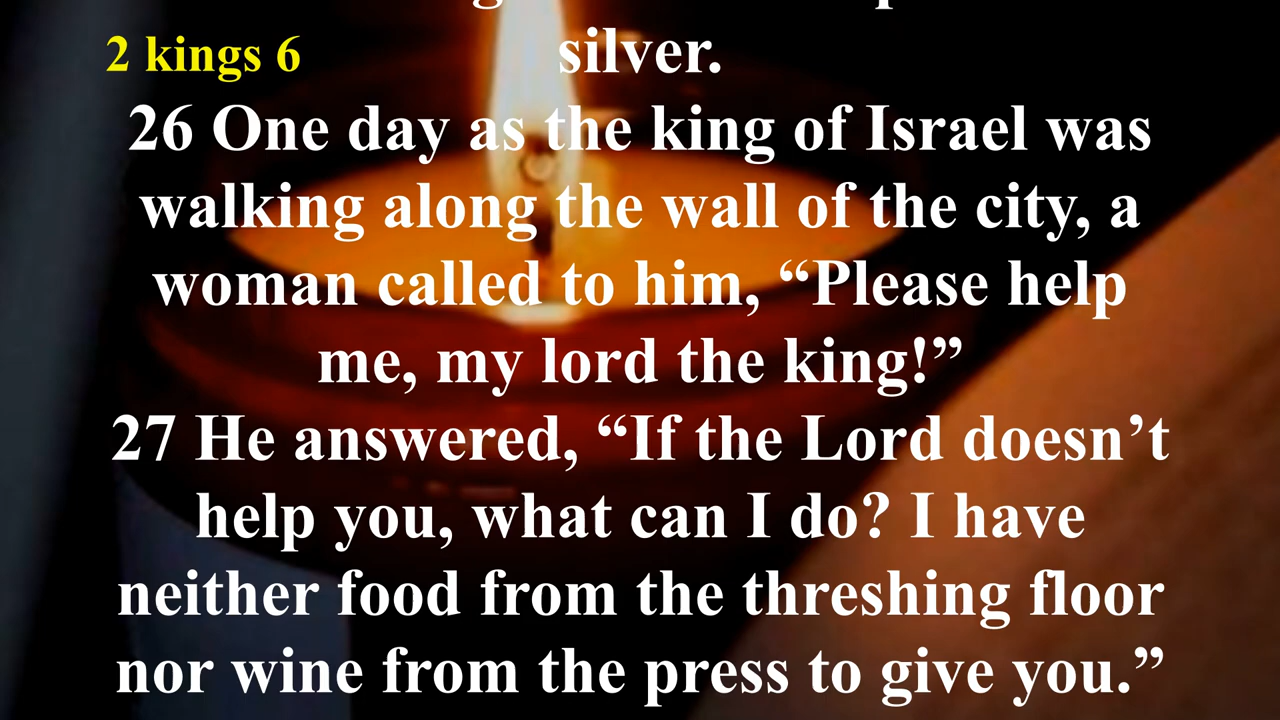 2 kings 6
silver.
26 One day as the king of Israel was
walking along the wall of the city, a
woman called to him, “Please help
me, my lord the king!”
27 He answered, “If the Lord doesn’t
help you, what can I do? I have
neither food from the threshing floor
nor wine from the press to give you.”